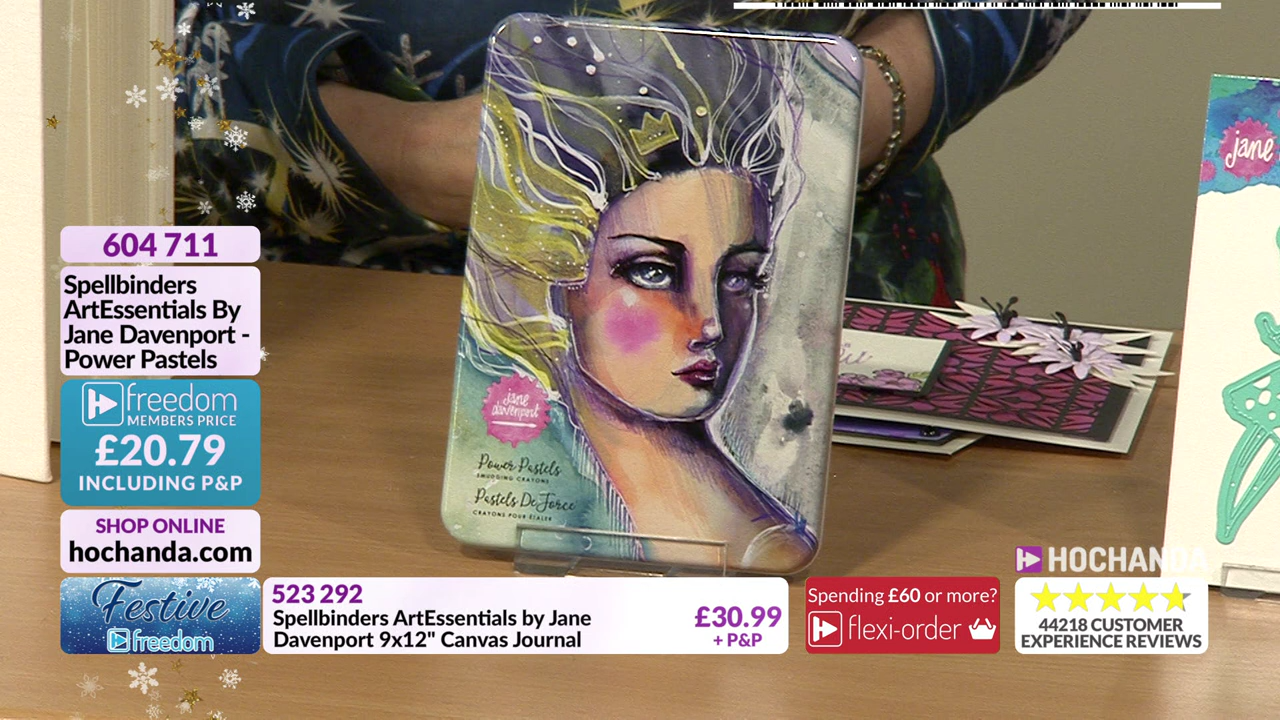 604 711
Spellbinders
ArtEssentials By
Jane Davenport -
Power Pastels
freedom
MEMBERS PRICE
£20.79
INCLUDING P&P
SHOP ONLINE
hochanda.com
jane
davenport
Power Pastels
SMUDGING CRAYONS
Pastels De Force
CRAYONS POUR ÉTALER
jane
Festive
freedom
523 292
Spellbinders ArtEssentials by Jane
Davenport 9x12" Canvas Journal
£30.99
+ P&P
Spending £60 or more?
flexi-order
HOCHANDA
44218 CUSTOMER
EXPERIENCE REVIEWS